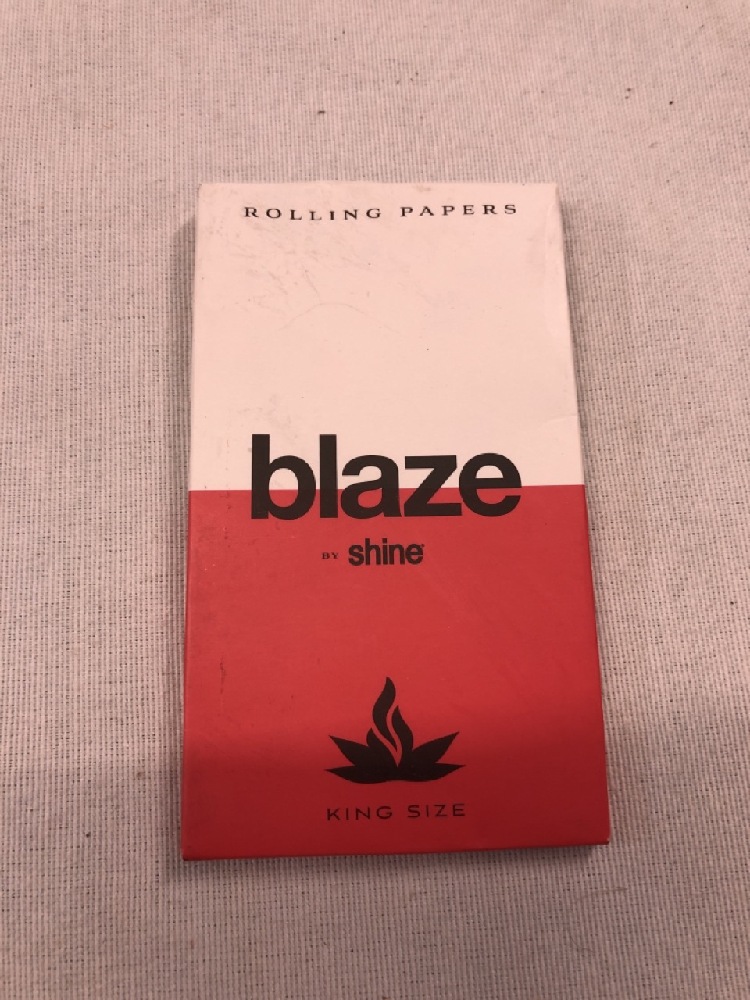 ROLLING PAPERS
blaze
BY shine
KING SIZE